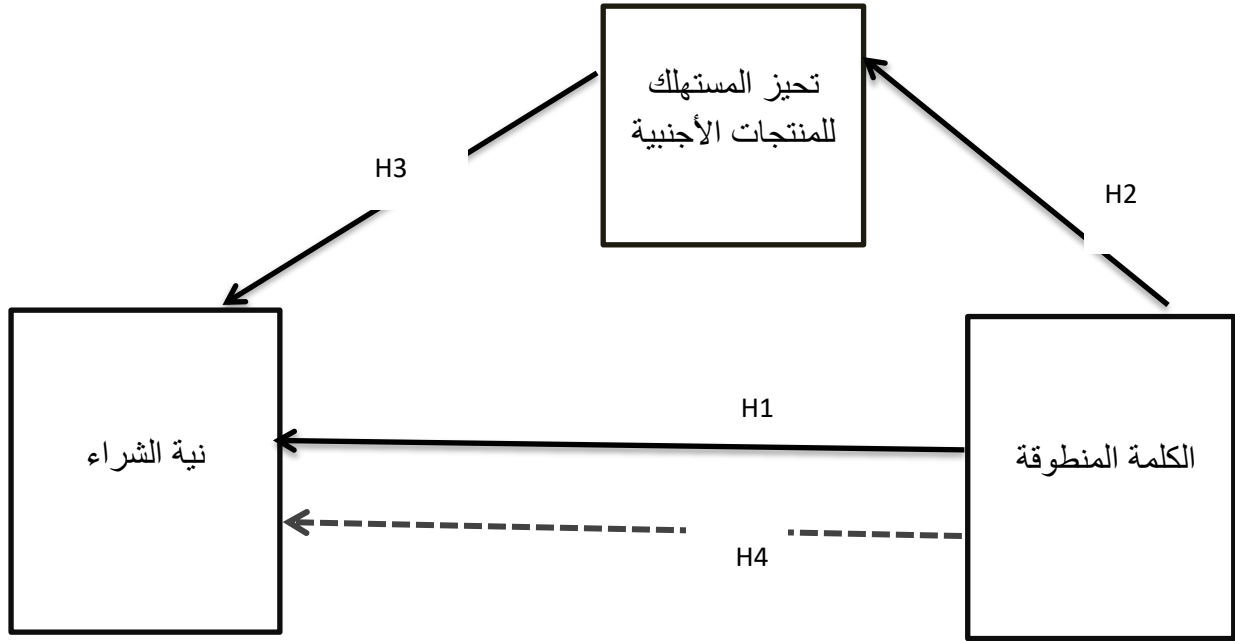 تحيز المستهلك
للمنتجات الأجنبية
H3
H2
H1
نية الشراء
الكلمة المنطوقة
H4